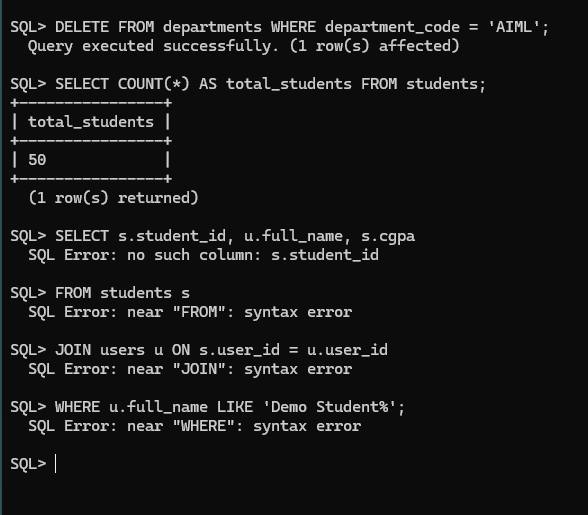 SQL> DELETE FROM departments WHERE department_code = 'AIML';
  Query executed successfully. (1 row(s) affected)

SQL> SELECT COUNT(*) AS total_students FROM students;
+----------------+
| total_students |
+----------------+
| 50             |
+----------------+
  (1 row(s) returned)

SQL> SELECT s.student_id, u.full_name, s.cgpa
  SQL Error: no such column: s.student_id

SQL> FROM students s
  SQL Error: near "FROM": syntax error

SQL> JOIN users u ON s.user_id = u.user_id
  SQL Error: near "JOIN": syntax error

SQL> WHERE u.full_name LIKE 'Demo Student%';
  SQL Error: near "WHERE": syntax error

SQL>